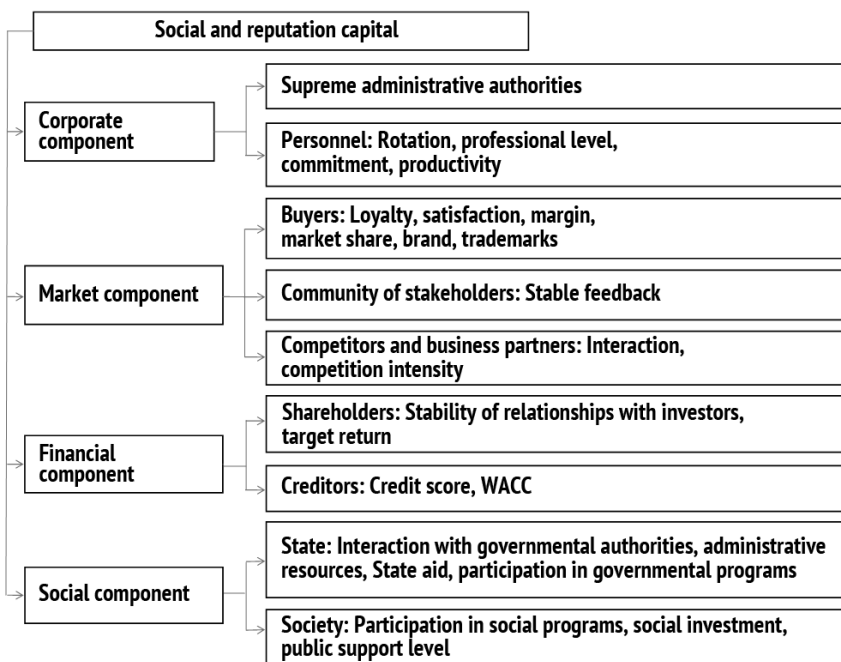 Social and reputation capital
Corporate
component
Supreme administrative authorities
Personnel: Rotation, professional level,
commitment, productivity
Market component
Buyers: Loyalty, satisfaction, margin,
market share, brand, trademarks
Community of stakeholders: Stable feedback
Competitors and business partners: Interaction,
competition intensity
Financial
component
Shareholders: Stability of relationships with investors,
target return
Creditors: Credit score, WACC
Social component
State: Interaction with governmental authorities, administrative
resources, State aid, participation in governmental programs
Society: Participation in social programs, social investment,
public support level